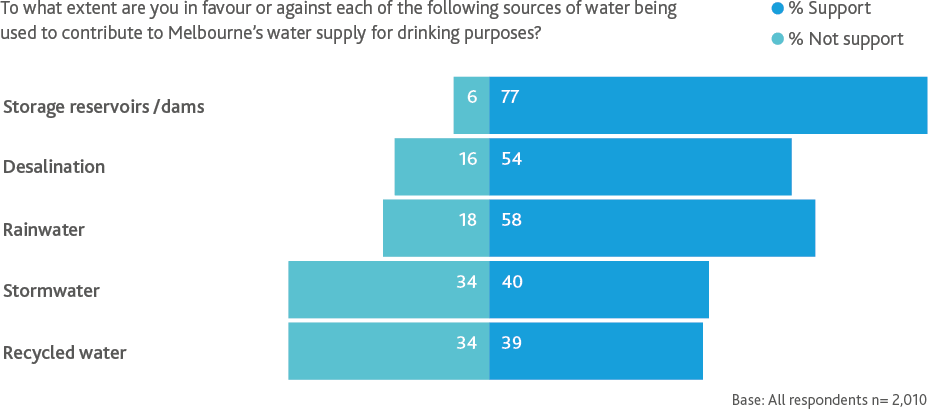 To what extent are you in favour or against each of the following sources of water being
used to contribute to Melbourne’s water supply for drinking purposes?
% Support
% Not support
Storage reservoirs /dams
6 77
Desalination
16 54
Rainwater
18 58
Stormwater
34 40
Recycled water
34 39
Base: All respondents n= 2,010